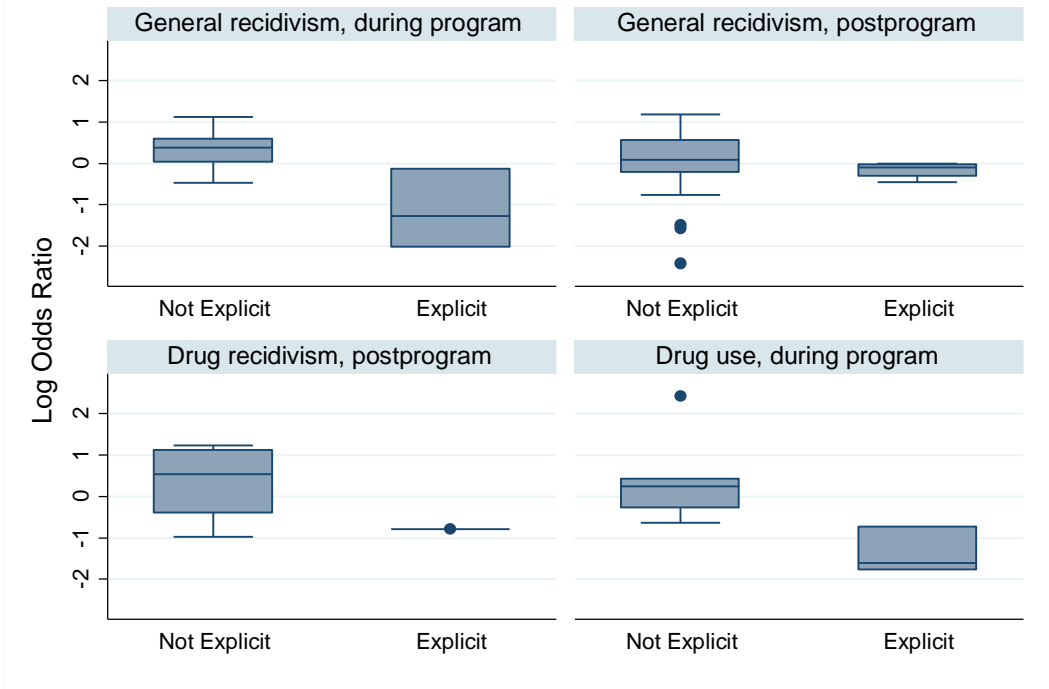 General recidivism, during program
General recidivism, postprogram
2
1
0
-1
-2
Not Explicit
Explicit
Not Explicit
Explicit
Log Odds Ratio
Drug recidivism, postprogram
Drug use, during program
2
1
0
-1
-2
Not Explicit
Explicit
Not Explicit
Explicit